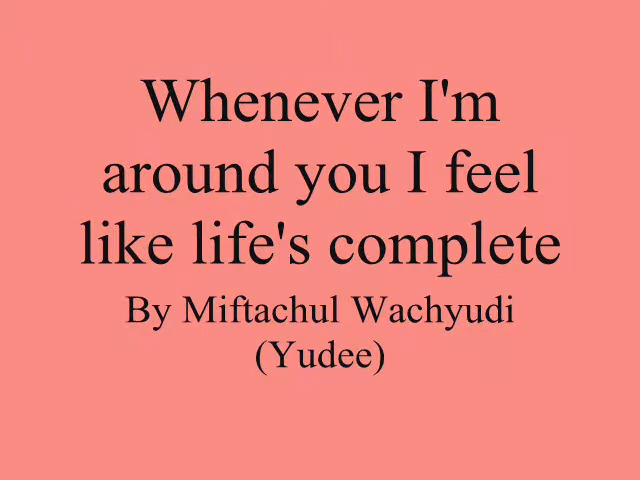 Whenever I'm
around you I feel
like life's complete
By Miftachul Wachyudi
(Yudee)